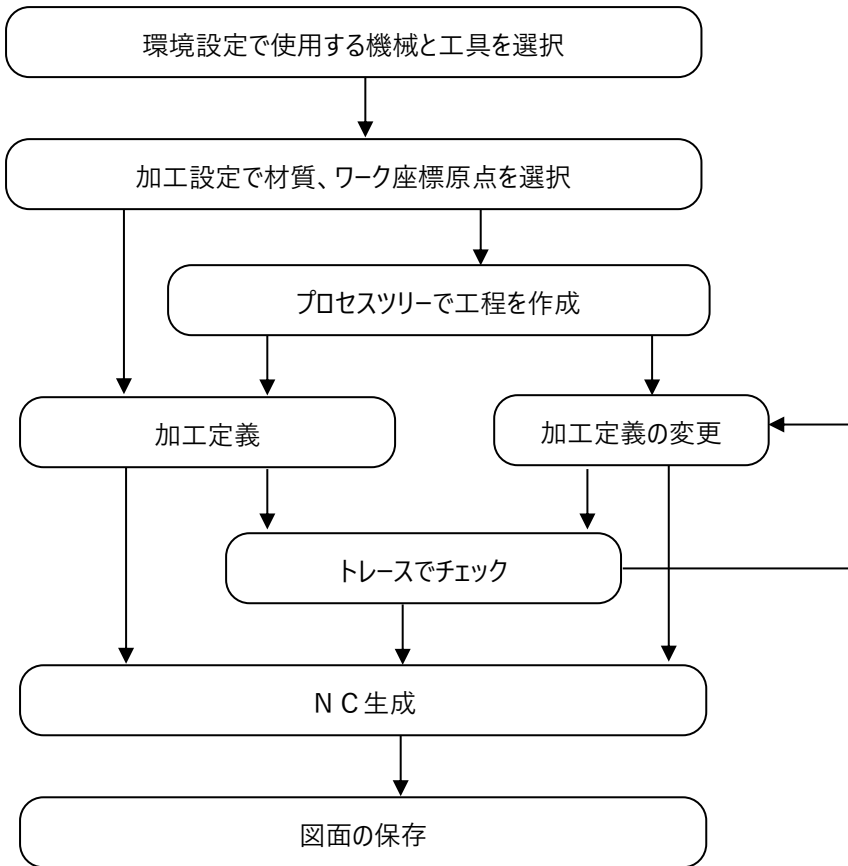 環境設定で使用する機械と工具を選択
加工設定で材質、ワーク座標原点を選択
プロセスツリーで工程を作成
加工定義
加工定義の変更
トレースでチェック
ＮＣ生成
図面の保存